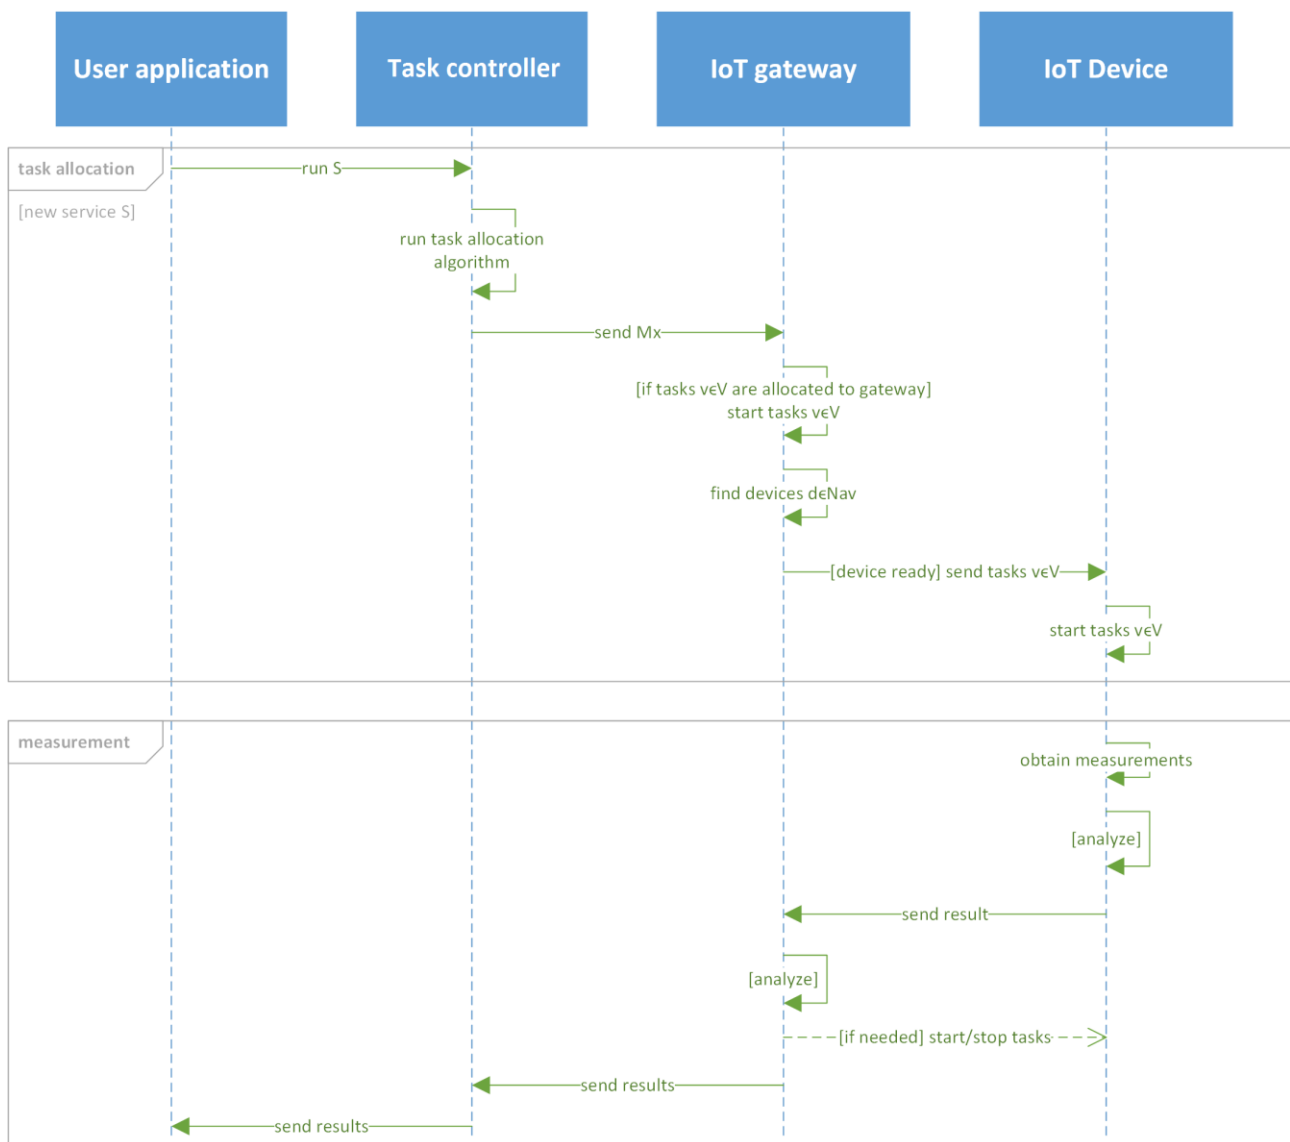 User application
Task controller
IoT gateway
IoT Device
task allocation
run S
[new service S]
run task allocation
algorithm
send Mx
[if tasks vϵV are allocated to gateway]
start tasks vϵV
find devices dϵNav
[device ready] send tasks vϵV
start tasks vϵV
measurement
obtain measurements
[analyze]
send result
[analyze]
[if needed] start/stop tasks
send results
send results